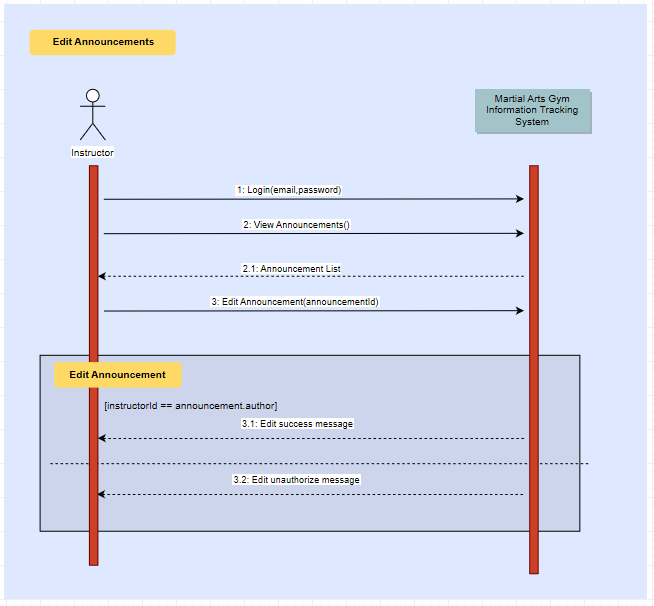 Edit Announcements
Martial Arts Gym
Information Tracking
System
Instructor
1: Login(email,password)
2: View Announcements()
2.1: Announcement List
3: Edit Announcement(announcementId)
Edit Announcement
[instructorId == announcement.author]
3.1: Edit success message
3.2: Edit unauthorize message